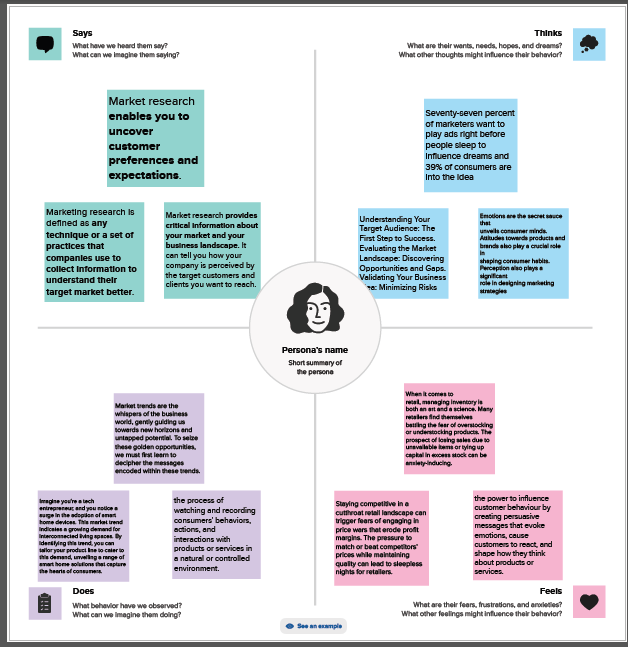 Says
What have we heard them say?
What can we imagine them saying?
Thinks
What are their wants, needs, hopes, and dreams?
What other thoughts might influence their behavior?
Market research
enables you to
uncover
customer
preferences and
expectations.
Seventy-seven percent
of marketers want to
play ads right before
people sleep to
influence dreams and
39% of consumers are
into the idea
Marketing research is
defined as any
technique or a set of
practices that
companies use to
collect information to
understand their
target market better.
Market research provides
critical information about
your market and your
business landscape. It
can tell you how your
company is perceived by
the target customers and
clients you want to reach.
Understanding Your
Target Audience: The
First Step to Success.
Evaluating the Market
Landscape: Discovering
Opportunities and Gaps.
Validating Your Business
Minimizing Risks
Emotions are the secret sauce
that
unveils consumer minds.
Attitudes towards products and
brands also play a crucial role
in
shaping consumer habits.
Perception also plays a
significant
role in designing marketing
strategies
Persona's name
Short summary of
the persona
Market trends are the
whispers of the business
world, gently guiding us
towards new horizons and
untapped potential. To seize
these golden opportunities,
we must first learn to
decipher the messages
encoded within these trends.
When it comes to
retail, managing inventory is
both an art and a science. Many
retailers find themselves
battling the fear of overstocking
or understocking products. The
prospect of losing sales due to
unavailable items or tying up
capital in excess stock can be
anxiety-inducing.
Imagine you're a tech
entrepreneur, and you notice a
surge in the adoption of smart
home devices. This market trend
indicates a growing demand for
interconnected living spaces. By
identifying this trend, you can
tailor your product line to cater to
this demand, unveiling a range of
smart home solutions that capture
the hearts of consumers.
the process of
watching and recording
consumers' behaviors,
actions, and
interactions with
products or services in
a natural or controlled
environment.
Staying competitive in a
cutthroat retail landscape can
trigger fears of engaging in
price wars that erode profit
margins. The pressure to
match or beat competitors'
prices while maintaining
quality can lead to sleepless
nights for retailers.
the power to influence
customer behaviour by
creating persuasive
messages that evoke
emotions, cause
customers to react, and
shape how they think
about products or
services.
Does
What behavior have we observed?
What can we imagine them doing?
Feels
What are their fears, frustrations, and anxieties?
What other feelings might influence their behavior?
See an example